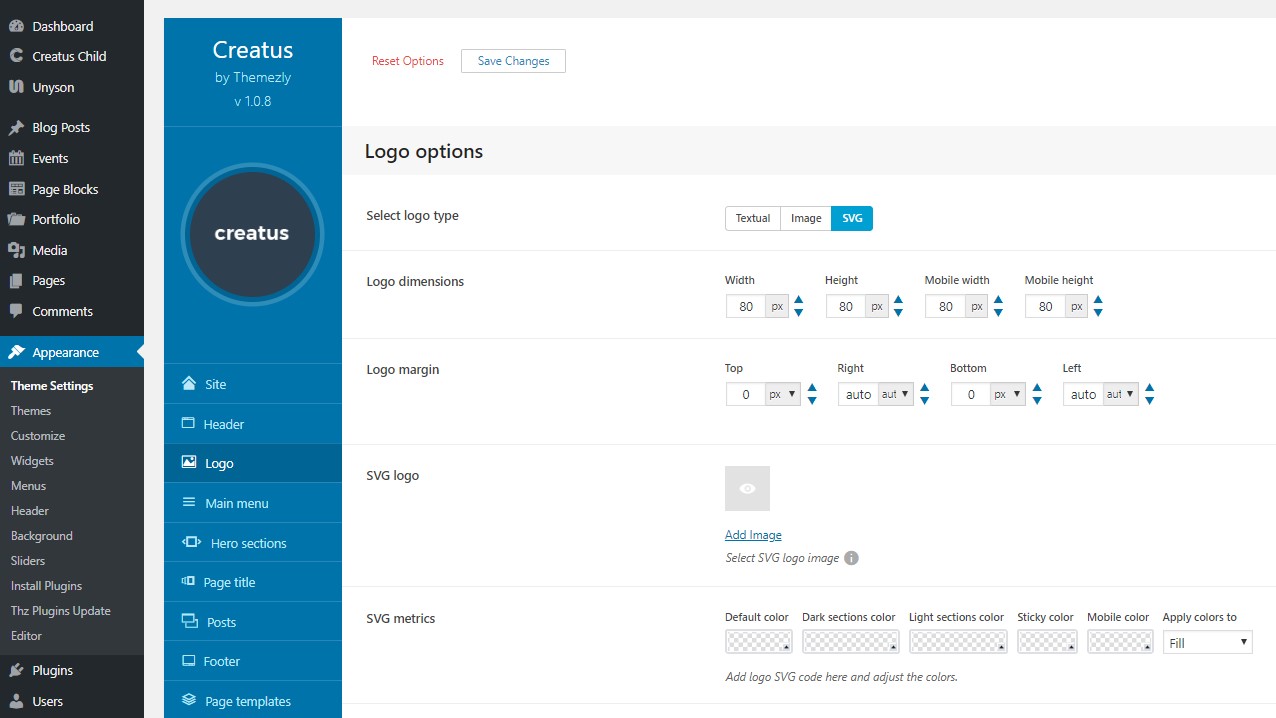 Dashboard
Creatus Child
Unyson
Blog Posts
Events
Page Blocks
Portfolio
Media
Pages
Comments
Appearance
Theme Settings
Themes
Customize
Widgets
Menus
Header
Background
Sliders
Install Plugins
Thz Plugins Update
Editor
Plugins
Users
Creatus
by Themezly
v 1.0.8
creatus
Site
Header
Logo
Main menu
Hero sections
Page title
Posts
Footer
Page templates
Reset Options Save Changes
Logo options
Select logo type Textual Image SVG
Logo dimensions Width Height Mobile width Mobile height
80 px 80 px 80 px 80 px
Logo margin Top Right Bottom Left
0 px auto aut 0 px auto aut
SVG logo
Add Image
Select SVG logo image i
SVG metrics Default color Dark sections color Light sections color Sticky color Mobile color Apply colors to
Fill
Add logo SVG code here and adjust the colors.